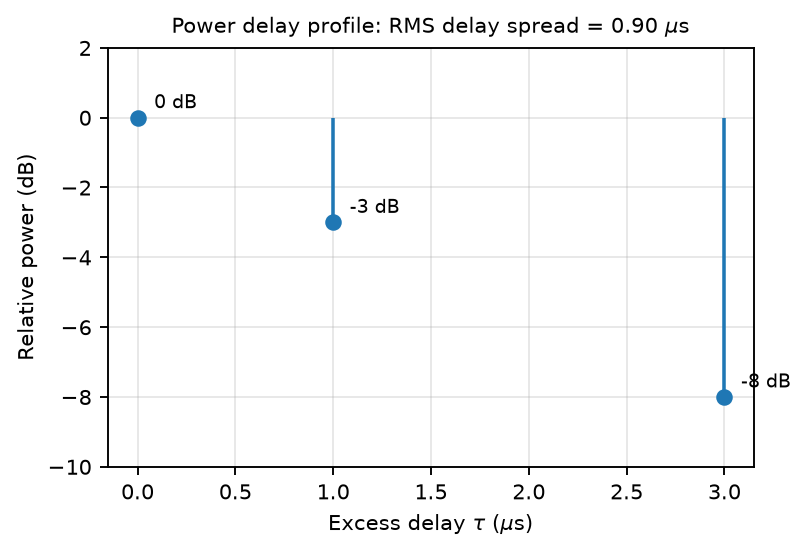 Power delay profile: RMS delay spread = 0.90 μs
2
0
−2
−4
−6
−8
−10
Relative power (dB)
0 dB
-3 dB
-8 dB
0.0 0.5 1.0 1.5 2.0 2.5 3.0
Excess delay τ (μs)